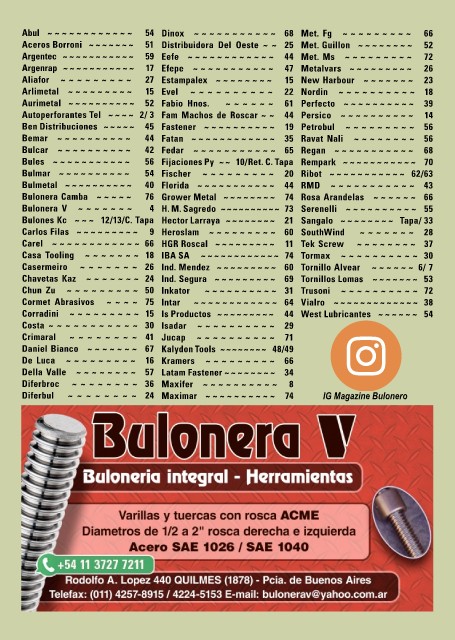 Abul ~~~~~~~~~~~~~~~~ 54
Aceros Borroni ~~~~~~~~ 51
Argentec ~~~~~~~~~~~~~ 59
Argenrap ~~~~~~~~~~~~~ 17
Aliafor ~~~~~~~~~~~~~~ 27
Arlimetal ~~~~~~~~~~~~~ 15
Aurimetal ~~~~~~~~~~~~ 52
Autoperforantes Tel ~~~~ 2/ 3
Ben Distribuciones ~~~~~~ 45
Bemar ~~~~~~~~~~~~~~ 44
Bulcar ~~~~~~~~~~~~~~ 42
Bules ~~~~~~~~~~~~~~~ 56
Bulmar ~~~~~~~~~~~~~~ 54
Bulmetal ~~~~~~~~~~~~~ 40
Bulonera Camba ~~~~~~~ 76
Bulonera V ~~~~~~~~~~~ 4
Bulones Kc ~~~ 12/13/C. Tapa
Carlos Filas ~~~~~~~~~~~ 9
Carel ~~~~~~~~~~~~~~~ 66
Casa Tooling ~~~~~~~~~~ 18
Casermeiro ~~~~~~~~~~~ 26
Chavetas Kaz ~~~~~~~~~ 24
Chun Zu ~~~~~~~~~~~~~ 50
Cormet Abrasivos ~~~~~~ 75
Corradini ~~~~~~~~~~~~~ 15
Costa ~~~~~~~~~~~~~~~ 30
Crimaral ~~~~~~~~~~~~~ 41
Daniel Bianco ~~~~~~~~~ 67
De Luca ~~~~~~~~~~~~~ 16
Della Valle ~~~~~~~~~~~~ 57
Diferbroc ~~~~~~~~~~~~ 36
Diferbul ~~~~~~~~~~~~~ 24
Dinox ~~~~~~~~~~~~~~ 68
Distribuidora Del Oeste ~~ 25
Eefe ~~~~~~~~~~~~~~~ 44
Efepe ~~~~~~~~~~~~~~ 47
Estampalex ~~~~~~~~~~ 15
Evel ~~~~~~~~~~~~~~~ 22
Fabio Hnos. ~~~~~~~~~~ 61
Fam Machos de Roscar ~~ 44
Fastener ~~~~~~~~~~~~ 19
Fatan ~~~~~~~~~~~~~~ 35
Fedar ~~~~~~~~~~~~~~ 65
Fijaciones Py ~~ 10/Ret. C. Tapa
Fischer ~~~~~~~~~~~~~ 20
Florida ~~~~~~~~~~~~~ 44
Grower Metal ~~~~~~~~~ 74
H. M. Sagredo ~~~~~~~~ 73
Hector Larraya ~~~~~~~~ 21
Heroslam ~~~~~~~~~~~ 60
HGR Roscal ~~~~~~~~~~ 11
IBA SA ~~~~~~~~~~~~~ 74
Ind. Mendez ~~~~~~~~~~ 60
Ind. Segura ~~~~~~~~~~ 69
Inkator ~~~~~~~~~~~~~ 31
Intar ~~~~~~~~~~~~~~ 64
Is Productos ~~~~~~~~~ 44
Isadar ~~~~~~~~~~~~~ 29
Jucap ~~~~~~~~~~~~~ 71
Kalydon Tools ~~~~~~~ 48/49
Kramers ~~~~~~~~~~~~ 66
Latam Fastener ~~~~~~~ 34
Maxifer ~~~~~~~~~~~~~ 8
Maximar ~~~~~~~~~~~~ 74
Met. Fg ~~~~~~~~~~~~ 66
Met. Guillon ~~~~~~~~~~ 52
Met. Ms ~~~~~~~~~~~~ 72
Metalvars ~~~~~~~~~~~ 26
New Harbour ~~~~~~~~~ 23
Nordin ~~~~~~~~~~~~~ 18
Perfecto ~~~~~~~~~~~~ 39
Persico ~~~~~~~~~~~~ 14
Petrobul ~~~~~~~~~~~~ 56
Ravat Nali ~~~~~~~~~~~ 56
Regan ~~~~~~~~~~~~~ 68
Rempark ~~~~~~~~~~~ 70
Ribot ~~~~~~~~~~~~ 62/63
RMD ~~~~~~~~~~~~~~ 43
Rosa Arandelas ~~~~~~~ 66
Serenelli ~~~~~~~~~~~~ 55
Sangalo ~~~~~~~~ Tapa/ 33
SouthWind ~~~~~~~~~~ 28
Tek Screw ~~~~~~~~~~ 37
Tormax ~~~~~~~~~~~~ 30
Tornillo Alvear ~~~~~~~ 6/ 7
Tornillos Lomas ~~~~~~~ 53
Trusoni ~~~~~~~~~~~~ 72
Vialro ~~~~~~~~~~~~~ 38
West Lubricantes ~~~~~~ 54
IG Magazine Bulonero
Bulonera V
Buloneria integral - Herramientas
Varillas y tuercas con rosca ACME
Diametros de 1/2 a 2" rosca derecha e izquierda
Acero SAE 1026 / SAE 1040
+54 11 3727 7211
Rodolfo A. Lopez 440 QUILMES (1878) - Pcia. de Buenos Aires
Telefax: (011) 4257-8915 / 4224-5153 E-mail: bulonerav@yahoo.com.ar